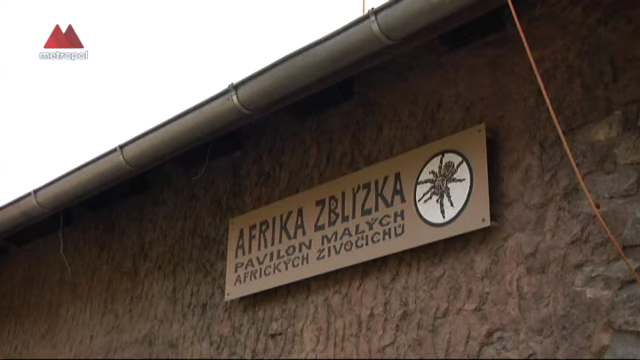 metropol
AFRIKA ZBLÍZKA
PAVILON MALÝCH
AFRICKÝCH ŽIVOČICHŮ